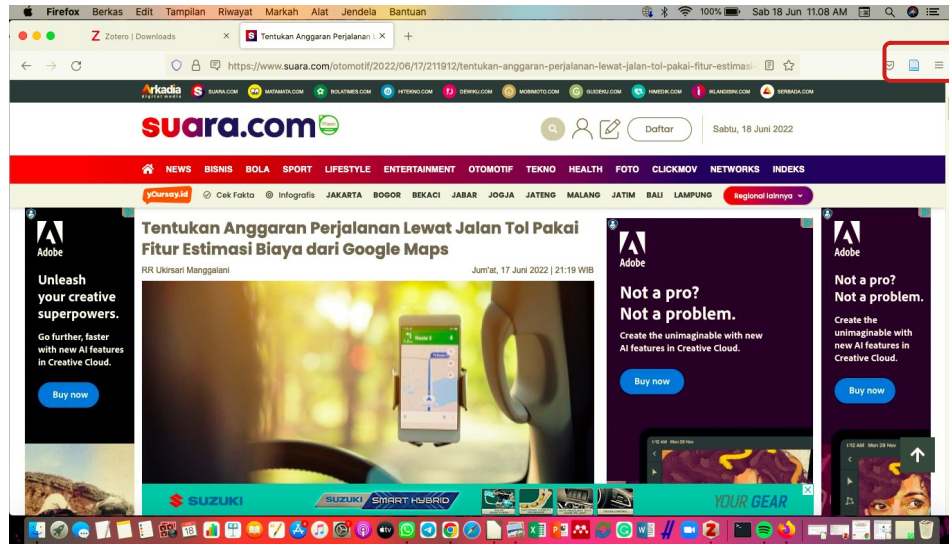 Firefox Berkas Edit Tampilan Riwayat Markah Alat Jendela Bantuan 100% Sab 18 Jun 11.08 AM
Z Zotero | Downloads × S Tentukan Anggaran Perjalanan L × +
https://www.suara.com/otomotif/2022/06/17/211912/tentukan-anggaran-perjalanan-lewat-jalan-tol-pakai-fitur-estimasi-
Arkadia digital media SUARA.COM MATAMATA.COM BOLATIMES.COM HITEKNO.COM DEWIKU.COM MOBIMOTO.COM GUIDEKU.COM HIMEDIK.COM IKLANDISINI.COM SERBADA.COM
suara.com Daftar Sabtu, 18 Juni 2022
NEWS BISNIS BOLA SPORT LIFESTYLE ENTERTAINMENT OTOMOTIF TEKNO HEALTH FOTO CLICKMOV NETWORKS INDEKS
yoursay.id Cek Fakta Infografis JAKARTA BOGOR BEKACI JABAR JOGJA JATENG MALANG JATIM BALI LAMPUNG Regional lainnya
Tentukan Anggaran Perjalanan Lewat Jalan Tol Pakai
Fitur Estimasi Biaya dari Google Maps
RR Ukirsari Manggalani Jum'at, 17 Juni 2022 | 21:19 WIB
Route 3
Adobe
Unleash
your creative
superpowers.
Go further, faster
with new AI features
in Creative Cloud.
Buy now
Adobe
Not a pro?
Not a problem.
Create the unimaginable with new
AI features in Creative Cloud.
Buy now
Adobe
Not a pro?
Not a problem.
Create the
unimaginable with
new AI features in
Creative Cloud.
Buy now
SUZUKI SUZUKI SMART HYBRID YOUR GEAR